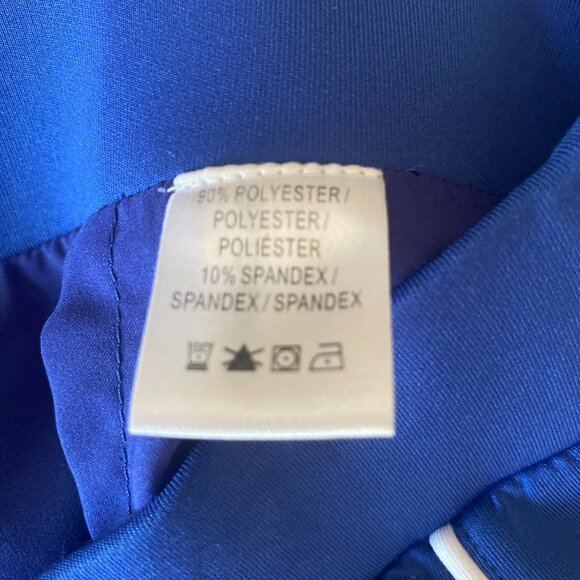 90% POLYESTER /
POLYESTER /
POLIÉSTER
10% SPANDEX /
SPANDEX / SPANDEX